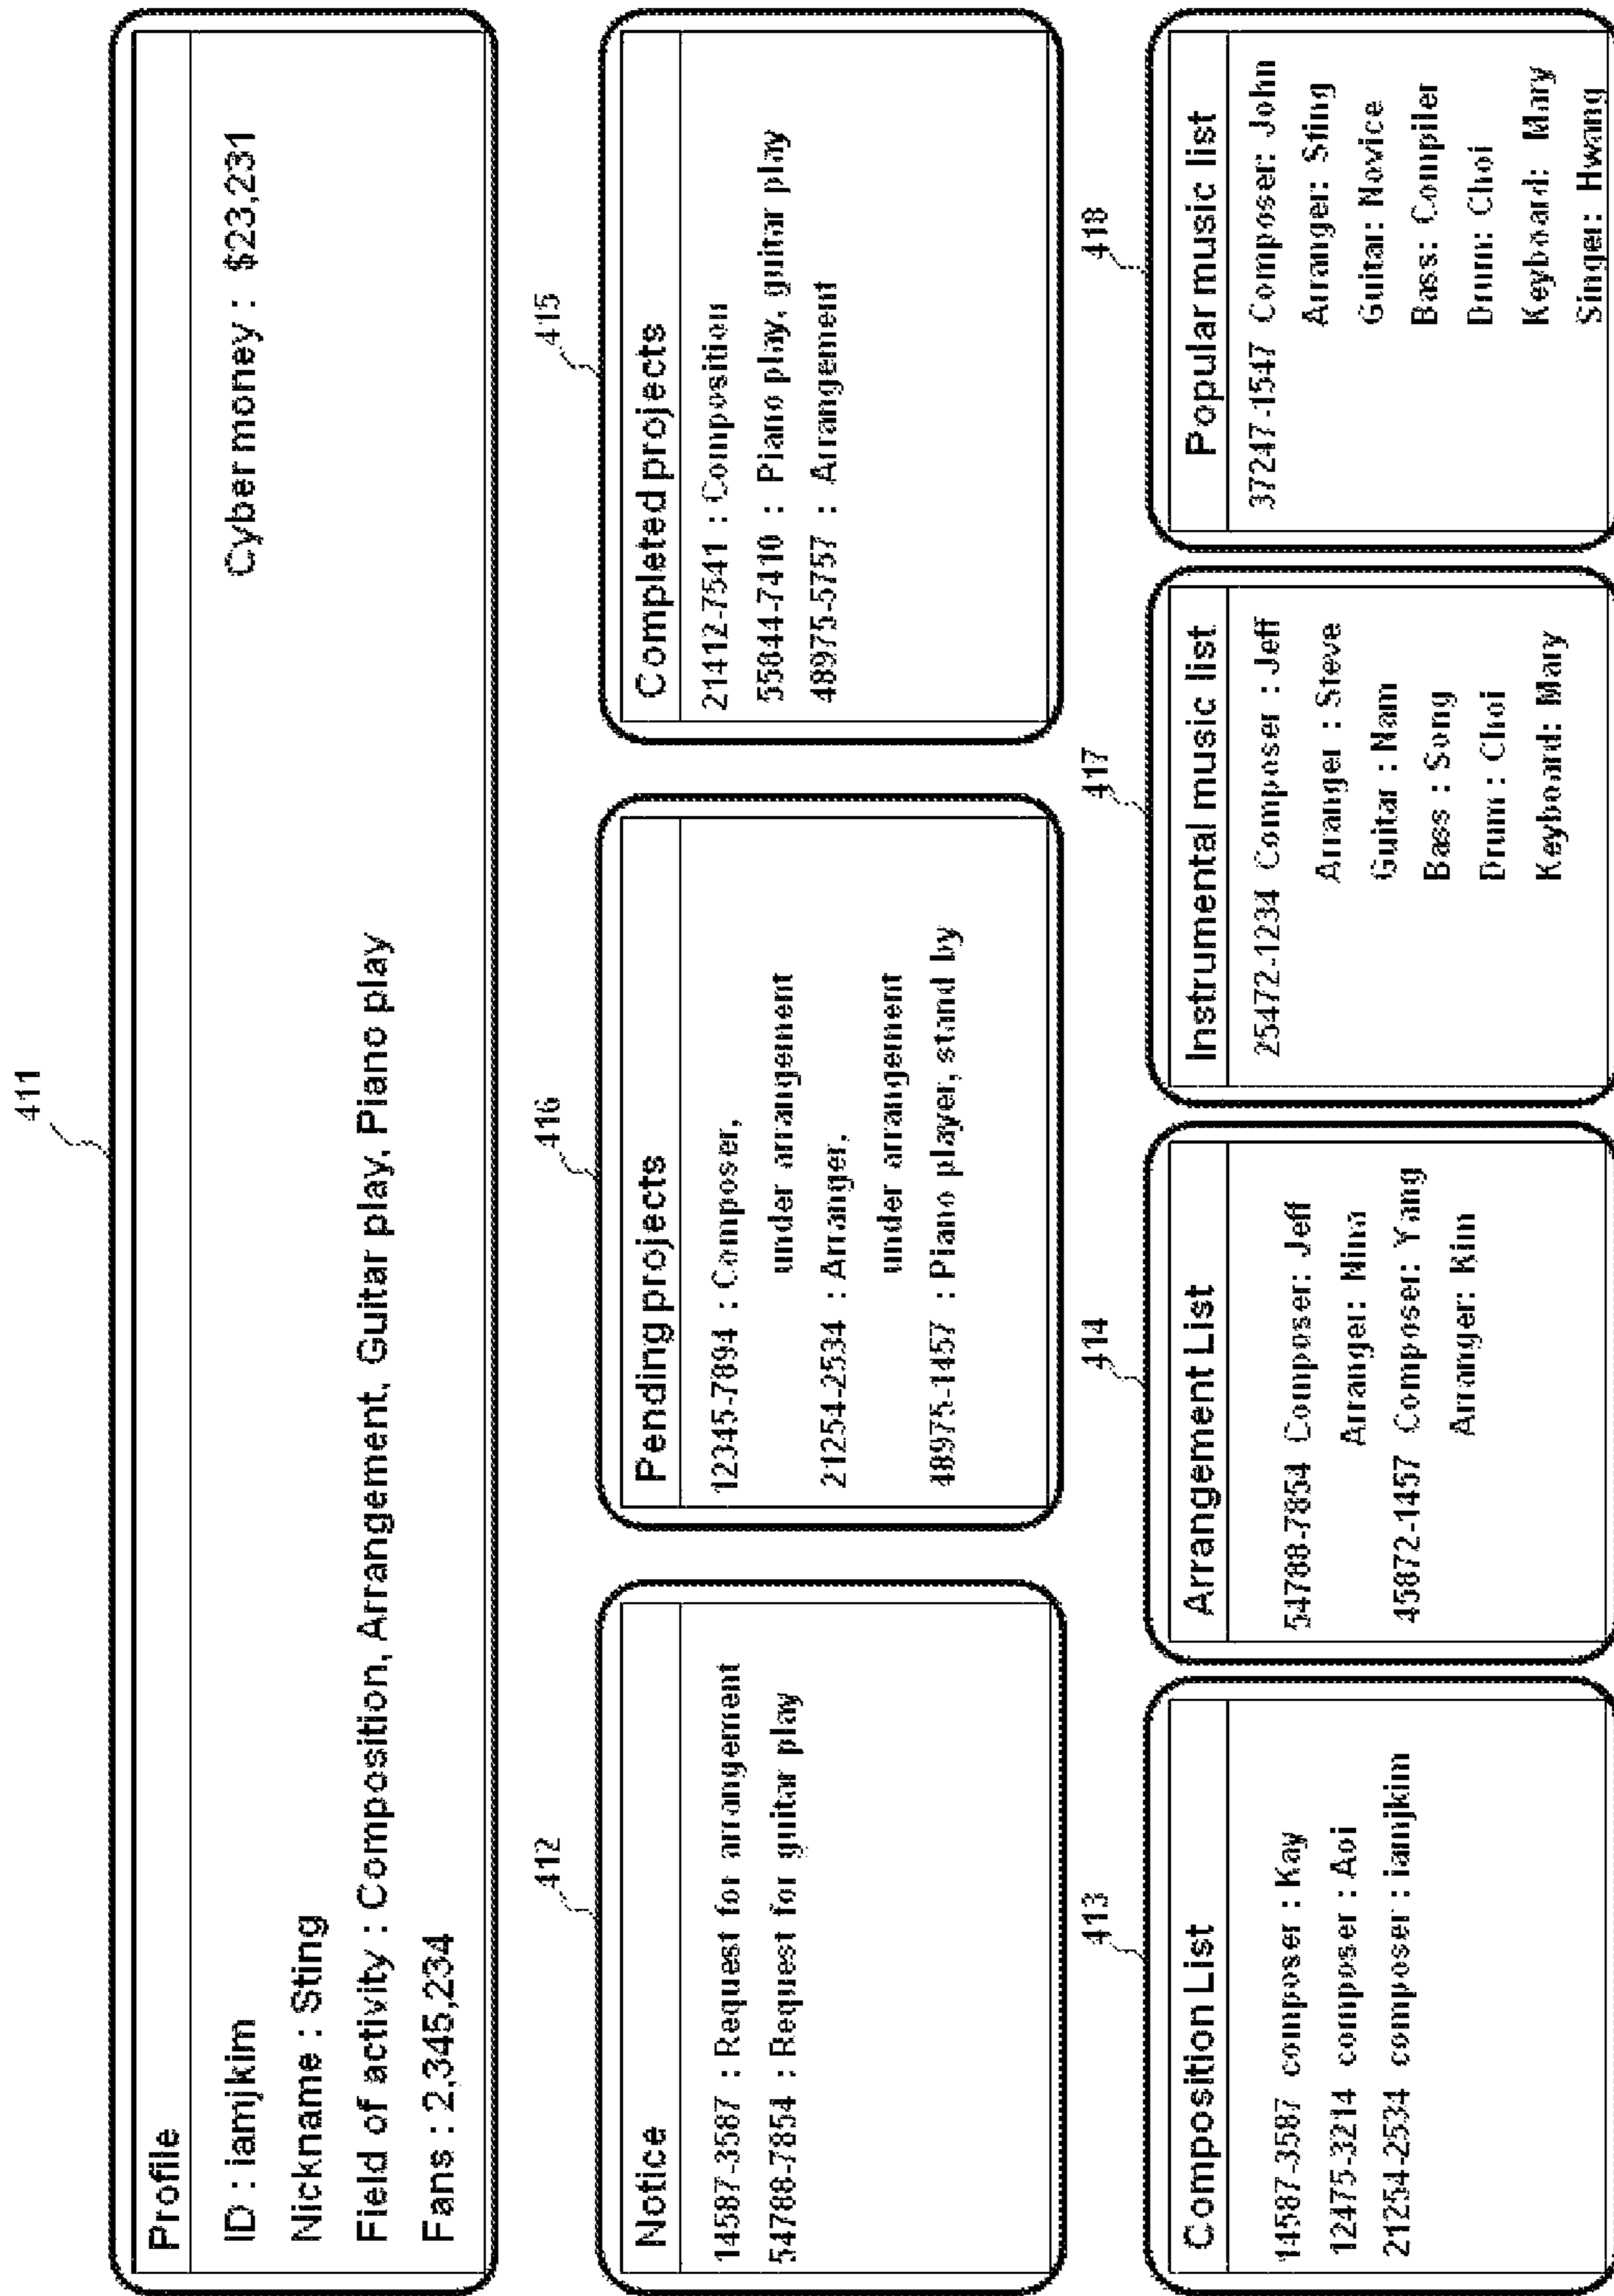 411
Profile
ID : iamjkim
Cybermoney : $23,231
Nickname : Sting
Field of activity : Composition, Arrangement, Guitar play, Piano play
Fans : 2,345,234
412
Notice
14587-3587 : Request for arrangement
54788-7854 : Request for guitar play
416
Pending projects
12345-7894 : Composer,
under arrangement
21254-2534 : Arranger,
under arrangement
48975-1457 : Piano player, stand by
415
Completed projects
21412-7541 : Composition
55844-7410 : Piano play, guitar play
48975-5757 : Arrangement
413
Composition List
14587-3587 composer : Kay
12475-3214 composer : Aoi
21254-2534 composer : iamjkim
414
Arrangement List
54788-7854 Composer: Jeff
Arranger: Nina
45872-1457 Composer: Yang
Arranger: Kim
417
Instrumental music list
25472-1234 Composer : Jeff
Arranger : Steve
Guitar : Nam
Bass : Song
Drum : Choi
Keyboard: Mary
418
Popular music list
37247-1547 Composer: John
Arranger: Sting
Guitar: Novice
Bass: Compiler
Drum: Choi
Keyboard: Mary
Singer: Hwang